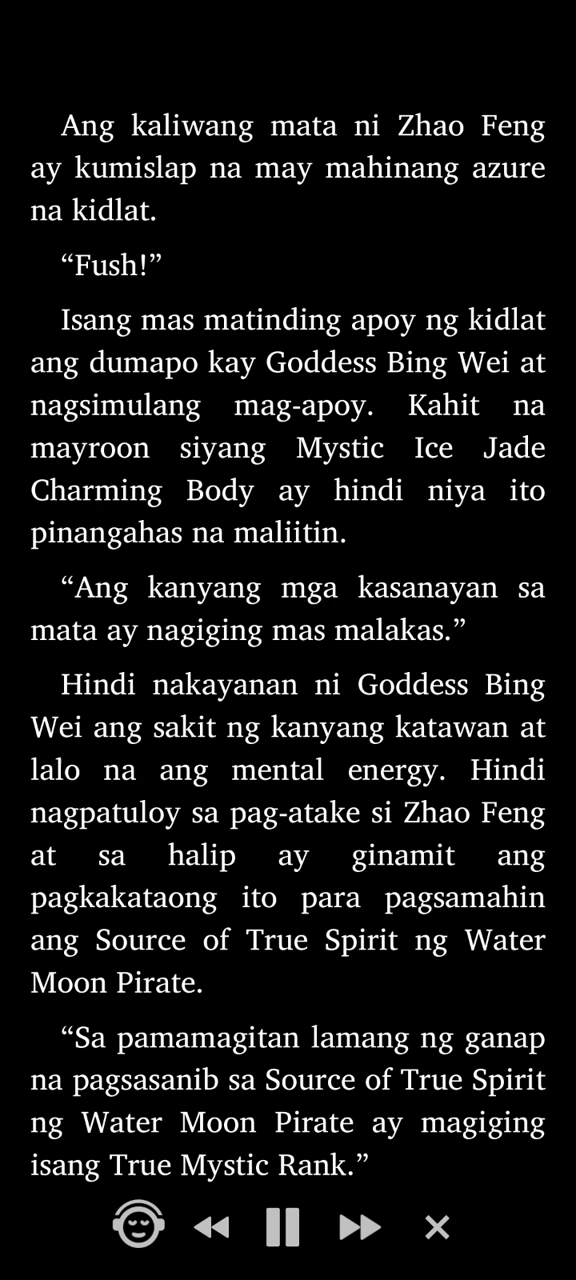 Ang kaliwang mata ni Zhao Feng
ay kumislap na may mahinang azure
na kidlat.
“Fush!”
Isang mas matinding apoy ng kidlat
ang dumapo kay Goddess Bing Wei at
nagsimulang mag-apoy. Kahit na
mayroon siyang Mystic Ice Jade
Charming Body ay hindi niya ito
pinangahas na maliitin.
“Ang kanyang mga kasanayan sa
mata ay nagiging mas malakas.”
Hindi nakayanan ni Goddess Bing
Wei ang sakit ng kanyang katawan at
lalo na ang mental energy. Hindi
nagpatuloy sa pag-atake si Zhao Feng
at sa halip ay ginamit ang
pagkakataong ito para pagsamahin
ang Source of True Spirit ng Water
Moon Pirate.
“Sa pamamagitan lamang ng ganap
na pagsasanib sa Source of True Spirit
ng Water Moon Pirate ay magiging
isang True Mystic Rank.”